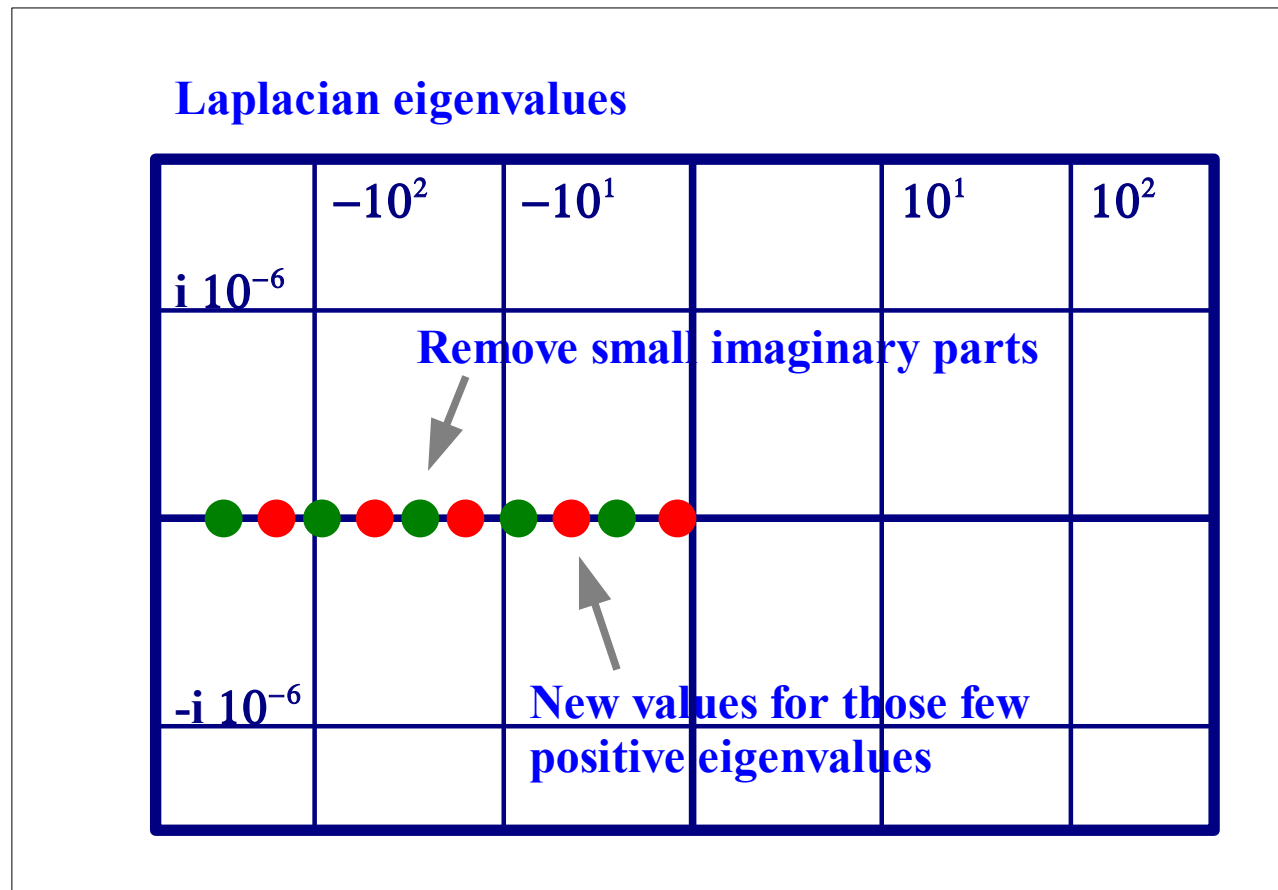 Laplacian eigenvalues
−10² −10¹ 10¹ 10²
i 10⁻⁶
Remove small imaginary parts
-i 10⁻⁶
New values for those few
positive eigenvalues